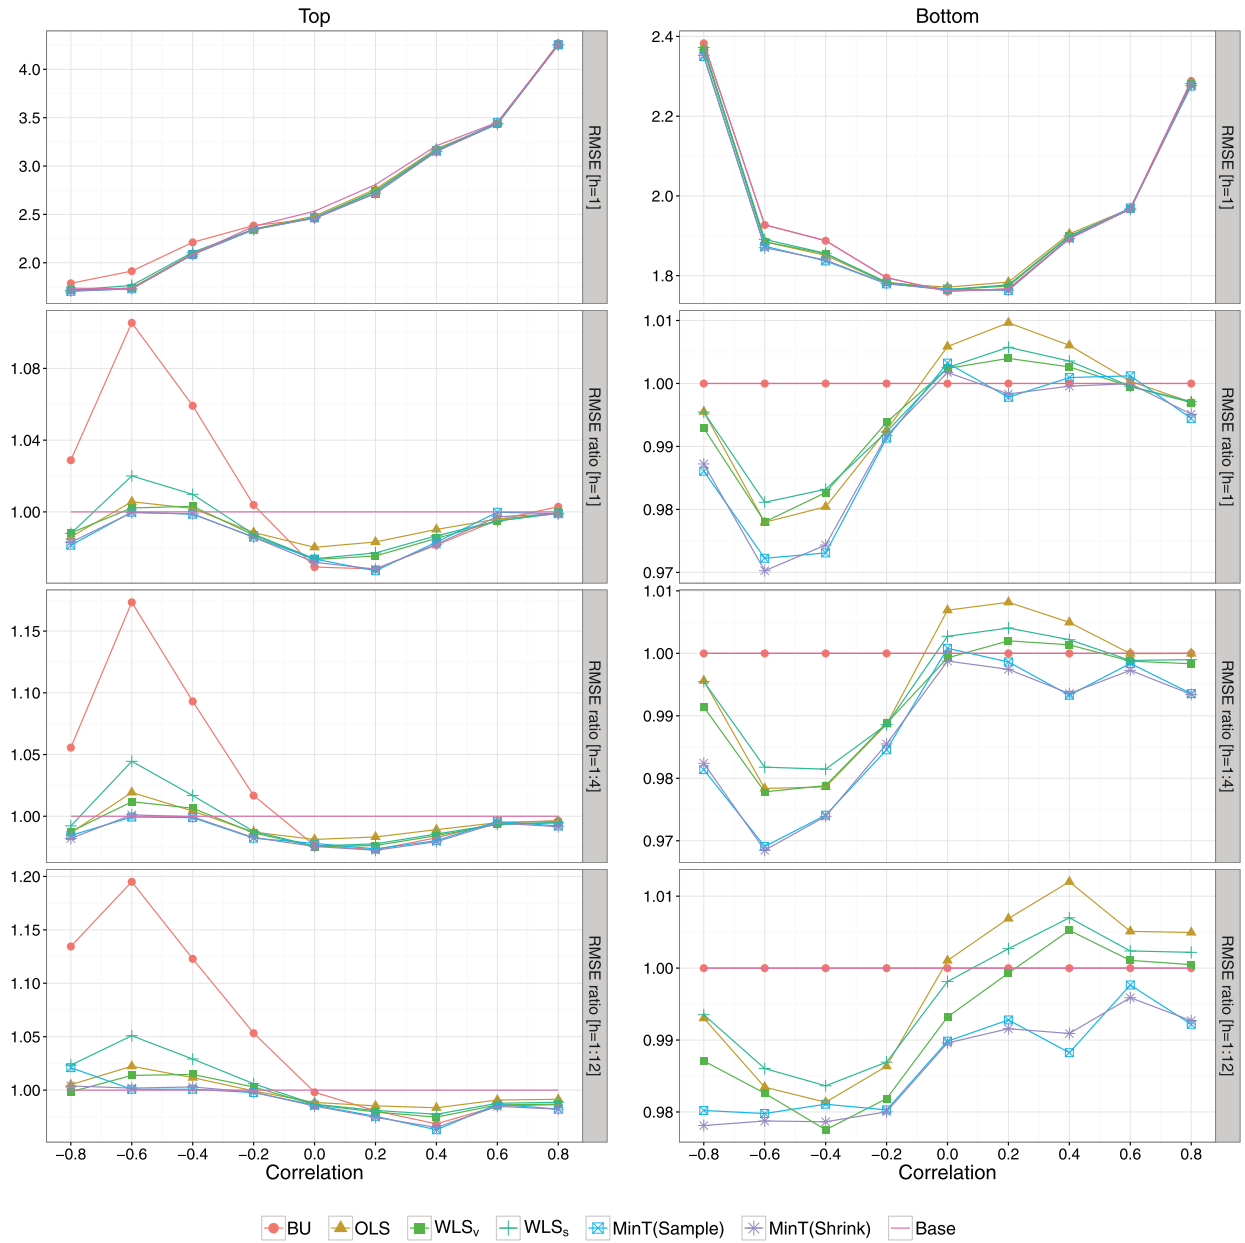 Top
Bottom
4.0
3.5
3.0
2.5
2.0
RMSE [h=1]
2.4
2.2
2.0
1.8
RMSE [h=1]
1.08
1.04
1.00
RMSE ratio [h=1]
1.01
1.00
0.99
0.98
0.97
RMSE ratio [h=1]
1.15
1.10
1.05
1.00
RMSE ratio [h=1:4]
1.01
1.00
0.99
0.98
0.97
RMSE ratio [h=1:4]
1.20
1.15
1.10
1.05
1.00
RMSE ratio [h=1:12]
1.01
1.00
0.99
0.98
RMSE ratio [h=1:12]
−0.8 −0.6 −0.4 −0.2 0.0 0.2 0.4 0.6 0.8
Correlation
−0.8 −0.6 −0.4 −0.2 0.0 0.2 0.4 0.6 0.8
Correlation
BU OLS WLSv WLSs MinT(Sample) MinT(Shrink) Base